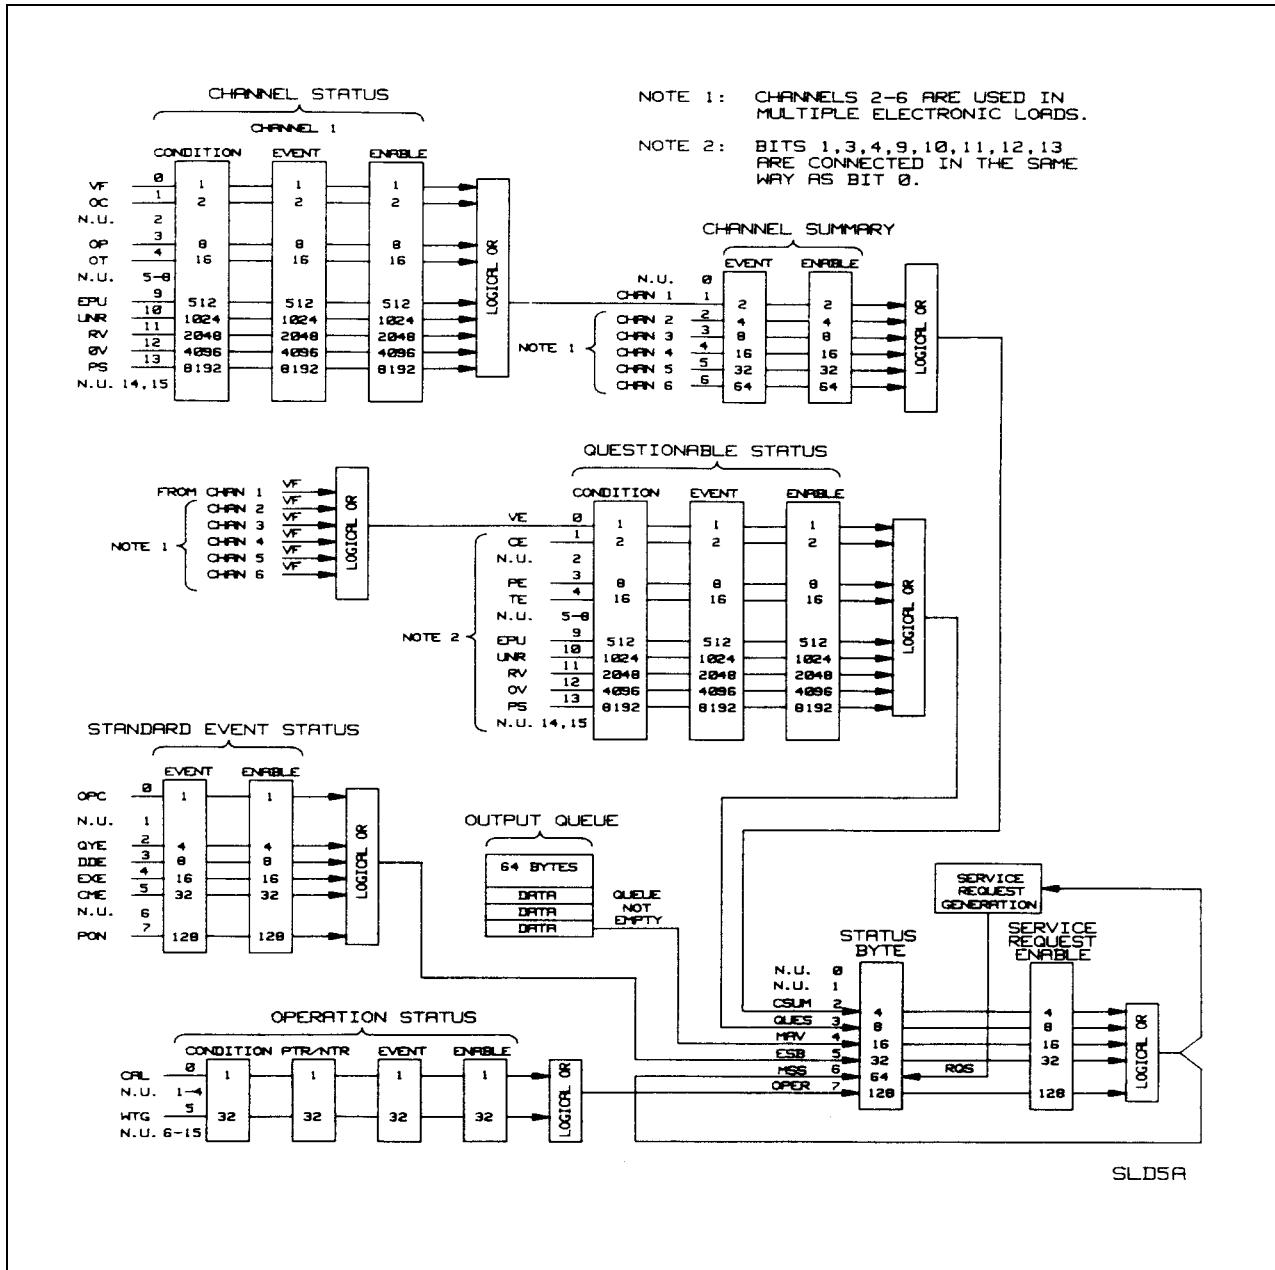 CHANNEL STATUS
CHANNEL 1
CONDITION EVENT ENABLE
VF 0 1 1 1
OC 1 2 2 2
N.U. 2
OP 3 8 8 8
OT 4 16 16 16
N.U. 5-8
EPU 9 512 512 512
UNR 10 1024 1024 1024
RV 11 2048 2048 2048
OV 12 4096 4096 4096
PS 13 8192 8192 8192
N.U. 14,15
LOGICAL OR
NOTE 1: CHANNELS 2-6 ARE USED IN
MULTIPLE ELECTRONIC LOADS.
NOTE 2: BITS 1,3,4,9,10,11,12,13
ARE CONNECTED IN THE SAME
WAY AS BIT 0.
CHANNEL SUMMARY
EVENT ENABLE
N.U. 0
CHAN 1 1 2 2
CHAN 2 2 4 4
CHAN 3 3 8 8
NOTE 1
CHAN 4 4 16 16
CHAN 5 5 32 32
CHAN 6 6 64 64
LOGICAL OR
FROM CHAN 1 VF
CHAN 2 VF
CHAN 3 VF
NOTE 1
CHAN 4 VF
CHAN 5 VF
CHAN 6 VF
LOGICAL OR
QUESTIONABLE STATUS
CONDITION EVENT ENABLE
VE 0 1 1 1
CE 1 2 2 2
N.U. 2
PE 3 8 8 8
TE 4 16 16 16
N.U. 5-8
NOTE 2
EPU 9 512 512 512
UNR 10 1024 1024 1024
RV 11 2048 2048 2048
OV 12 4096 4096 4096
PS 13 8192 8192 8192
N.U. 14,15
LOGICAL OR
STANDARD EVENT STATUS
EVENT ENABLE
OPC 0 1 1
N.U. 1
QYE 2 4 4
DDE 3 8 8
EXE 4 16 16
CME 5 32 32
N.U. 6
PON 7 128 128
LOGICAL OR
OUTPUT QUEUE
64 BYTES
DATA
DATA
DATA
QUEUE
NOT
EMPTY
SERVICE
REQUEST
GENERATION
STATUS
BYTE
SERVICE
REQUEST
ENABLE
N.U. 0
N.U. 1
CSUM 2 4 4
QUES 3 8 8
MAV 4 16 16
ESB 5 32 32
MSS 6 64 RQS
OPER 7 128 128
LOGICAL OR
OPERATION STATUS
CONDITION PTR/NTR EVENT ENABLE
CAL 0 1 1 1 1
N.U. 1-4
WTG 5 32 32 32 32
N.U. 6-15
LOGICAL OR
SLD5A